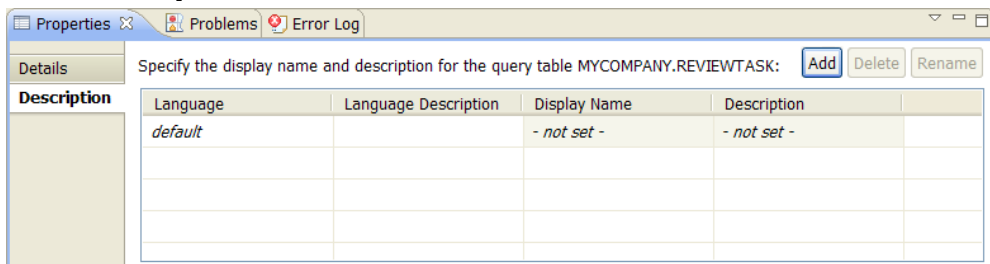 Properties Problems Error Log
Details Specify the display name and description for the query table MYCOMPANY.REVIEWTASK: Add Delete Rename
Description Language Language Description Display Name Description
default - not set - - not set -